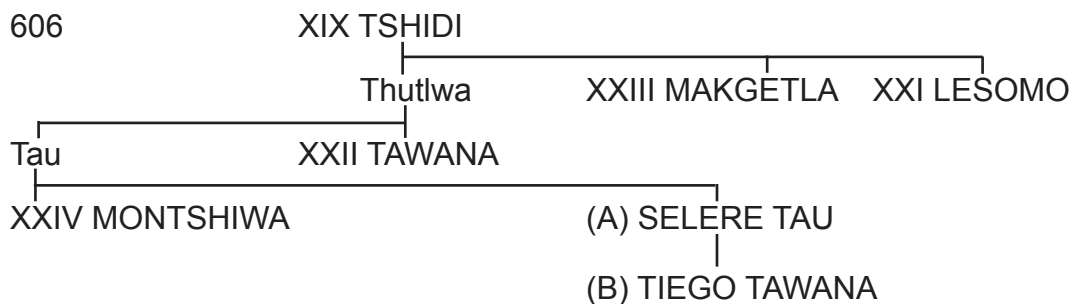 606 XIX TSHIDI
Thutlwa XXIII MAKGETLA XXI LESOMO
Tau XXII TAWANA
XXIV MONTSHIWA (A) SELERE TAU
(B) TIEGO TAWANA